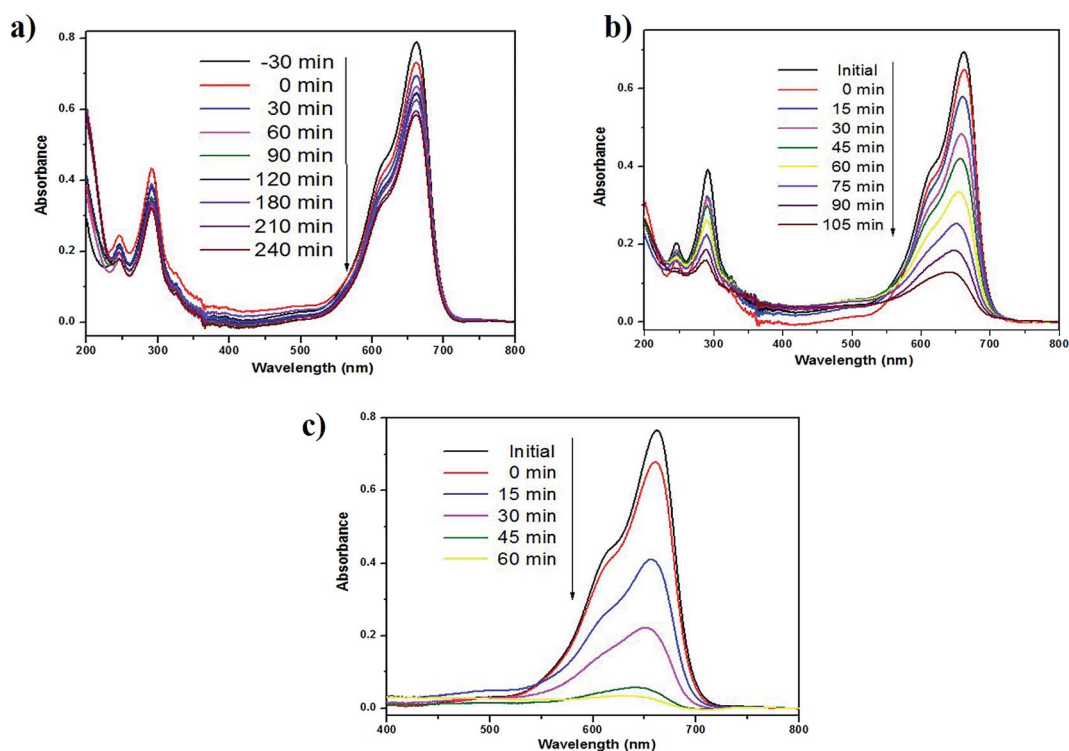 a)
0.8
0.6
0.4
0.2
0.0
Absorbance
-30 min
0 min
30 min
60 min
90 min
120 min
180 min
210 min
240 min
200 300 400 500 600 700 800
Wavelength (nm)
b)
0.6
0.4
0.2
0.0
Absorbance
Initial
0 min
15 min
30 min
45 min
60 min
75 min
90 min
105 min
200 300 400 500 600 700 800
Wavelength (nm)
c)
0.8
0.6
0.4
0.2
0.0
Absorbance
Initial
0 min
15 min
30 min
45 min
60 min
400 500 600 700 800
Wavelength (nm)